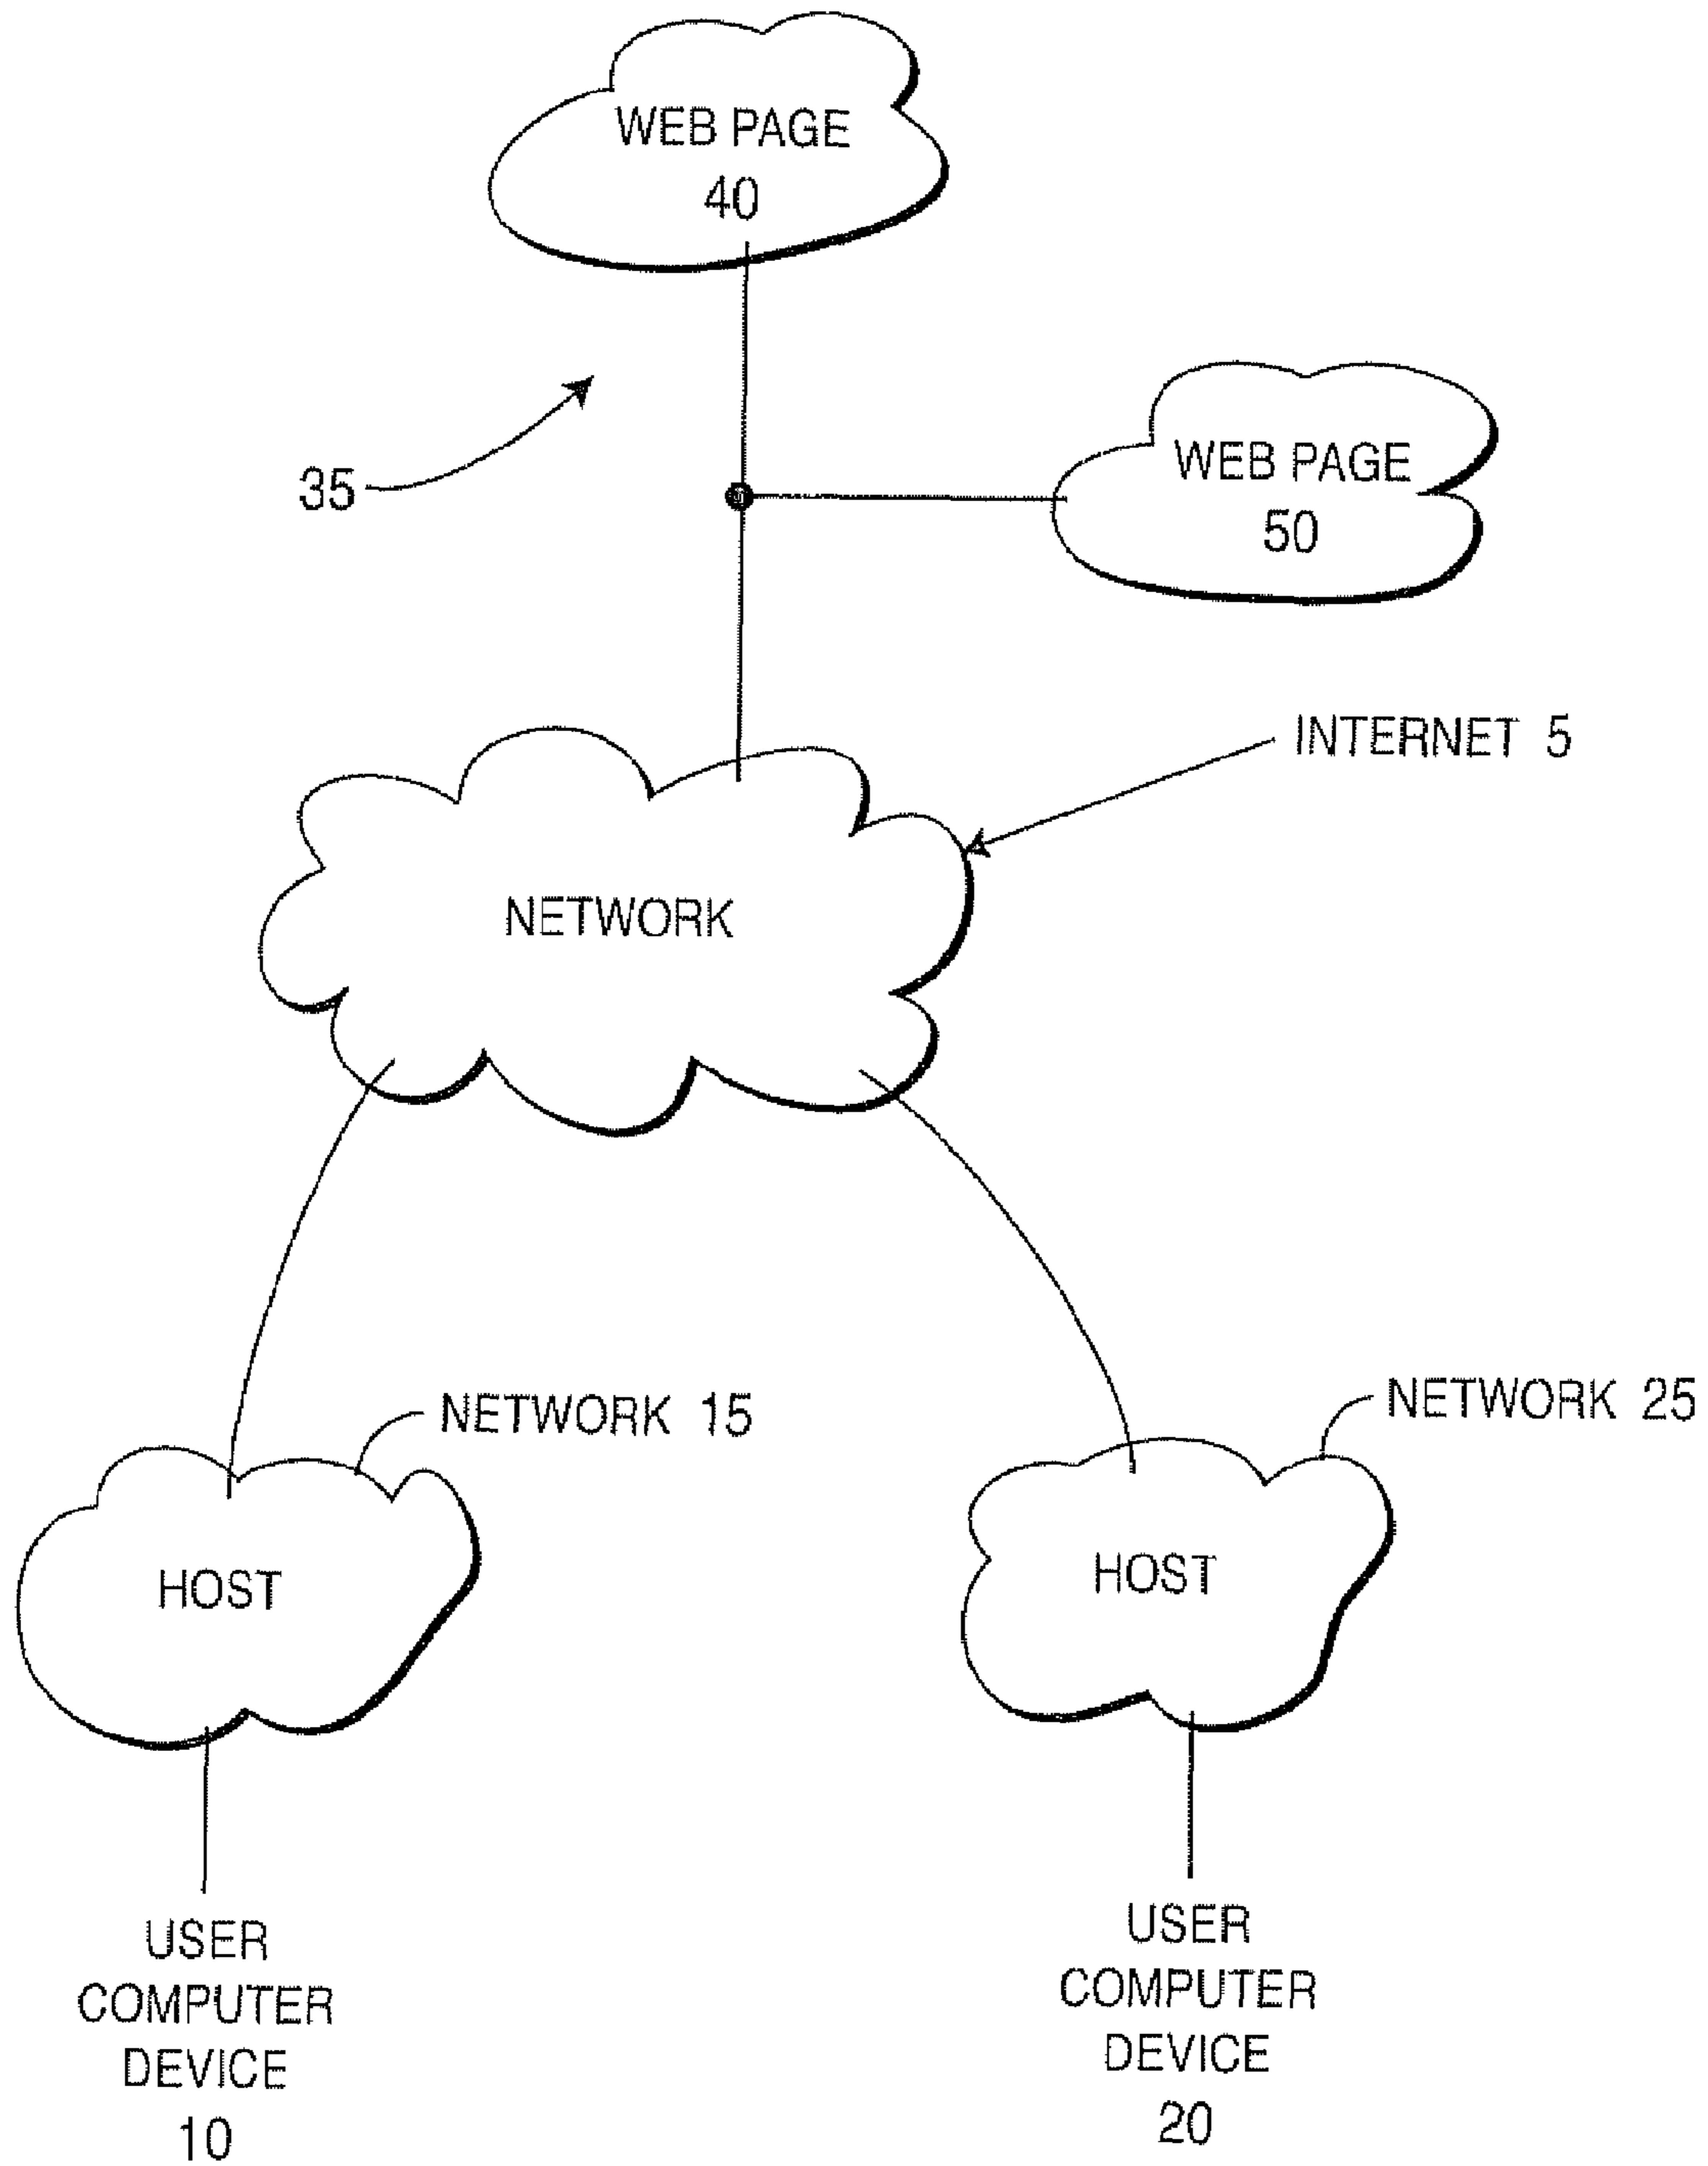 WEB PAGE
40
35
WEB PAGE
50
INTERNET 5
NETWORK
NETWORK 15
NETWORK 25
HOST
HOST
USER
COMPUTER
DEVICE
10
USER
COMPUTER
DEVICE
20